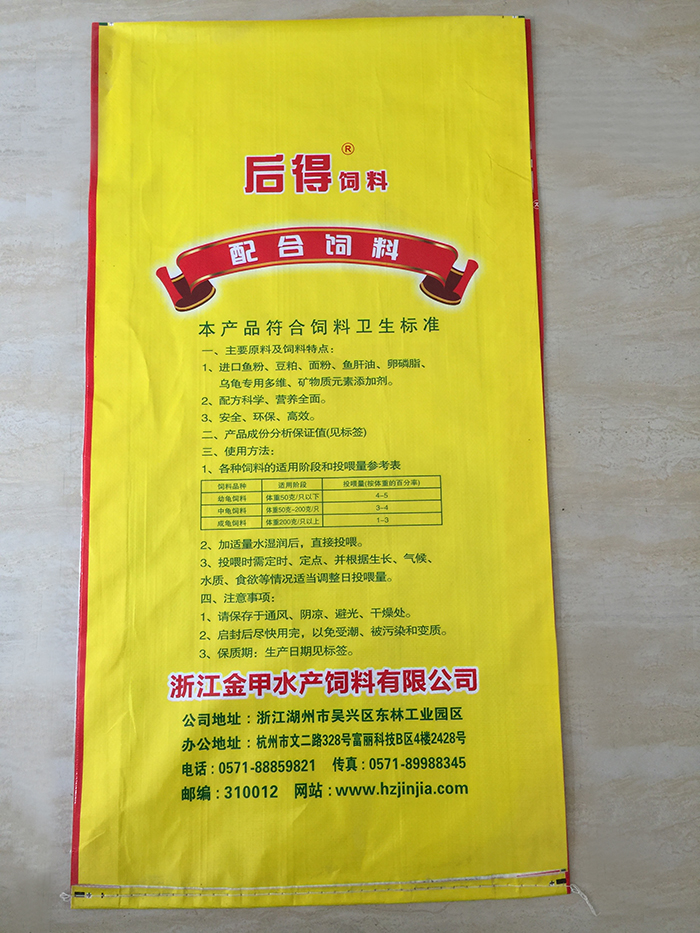 后得®饲料
配合饲料
本产品符合饲料卫生标准
一、主要原料及饲料特点：
1、进口鱼粉、豆粕、面粉、鱼肝油、卵磷脂、
乌龟专用多维、矿物质元素添加剂。
2、配方科学、营养全面。
3、安全、环保、高效。
二、产品成份分析保证值(见标签)
三、使用方法：
1、各种饲料的适用阶段和投喂量参考表
饲料品种 适用阶段 投喂量(按体重的百分率)
幼龟饲料 体重50克/只以下 4-5
中龟饲料 体重50克-200克/只 3-4
成龟饲料 体重200克/只以上 1-3
2、加适量水湿润后，直接投喂。
3、投喂时需定时、定点、并根据生长、气候、
水质、食欲等情况适当调整日投喂量。
四、注意事项：
1、请保存于通风、阴凉、避光、干燥处。
2、启封后尽快用完，以免受潮、被污染和变质。
3、保质期：生产日期见标签。
浙江金甲水产饲料有限公司
公司地址：浙江湖州市吴兴区东林工业园区
办公地址：杭州市文二路328号富丽科技B区4楼2428号
电话：0571-88859821 传真：0571-89988345
邮编：310012 网站：www.hzjinjia.com